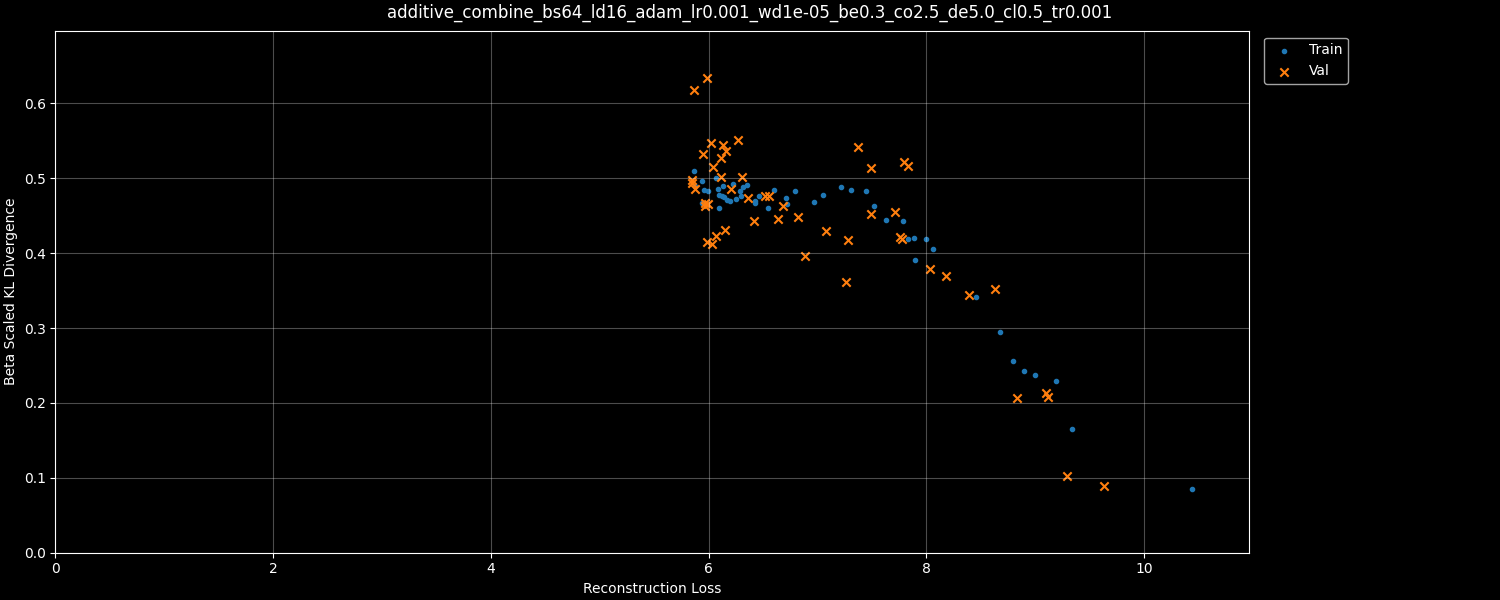 additive_combine_bs64_ld16_adam_lr0.001_wd1e-05_be0.3_co2.5_de5.0_cl0.5_tr0.001
Train
Val
Beta Scaled KL Divergence
0.6
0.5
0.4
0.3
0.2
0.1
0.0
0 2 4 6 8 10
Reconstruction Loss